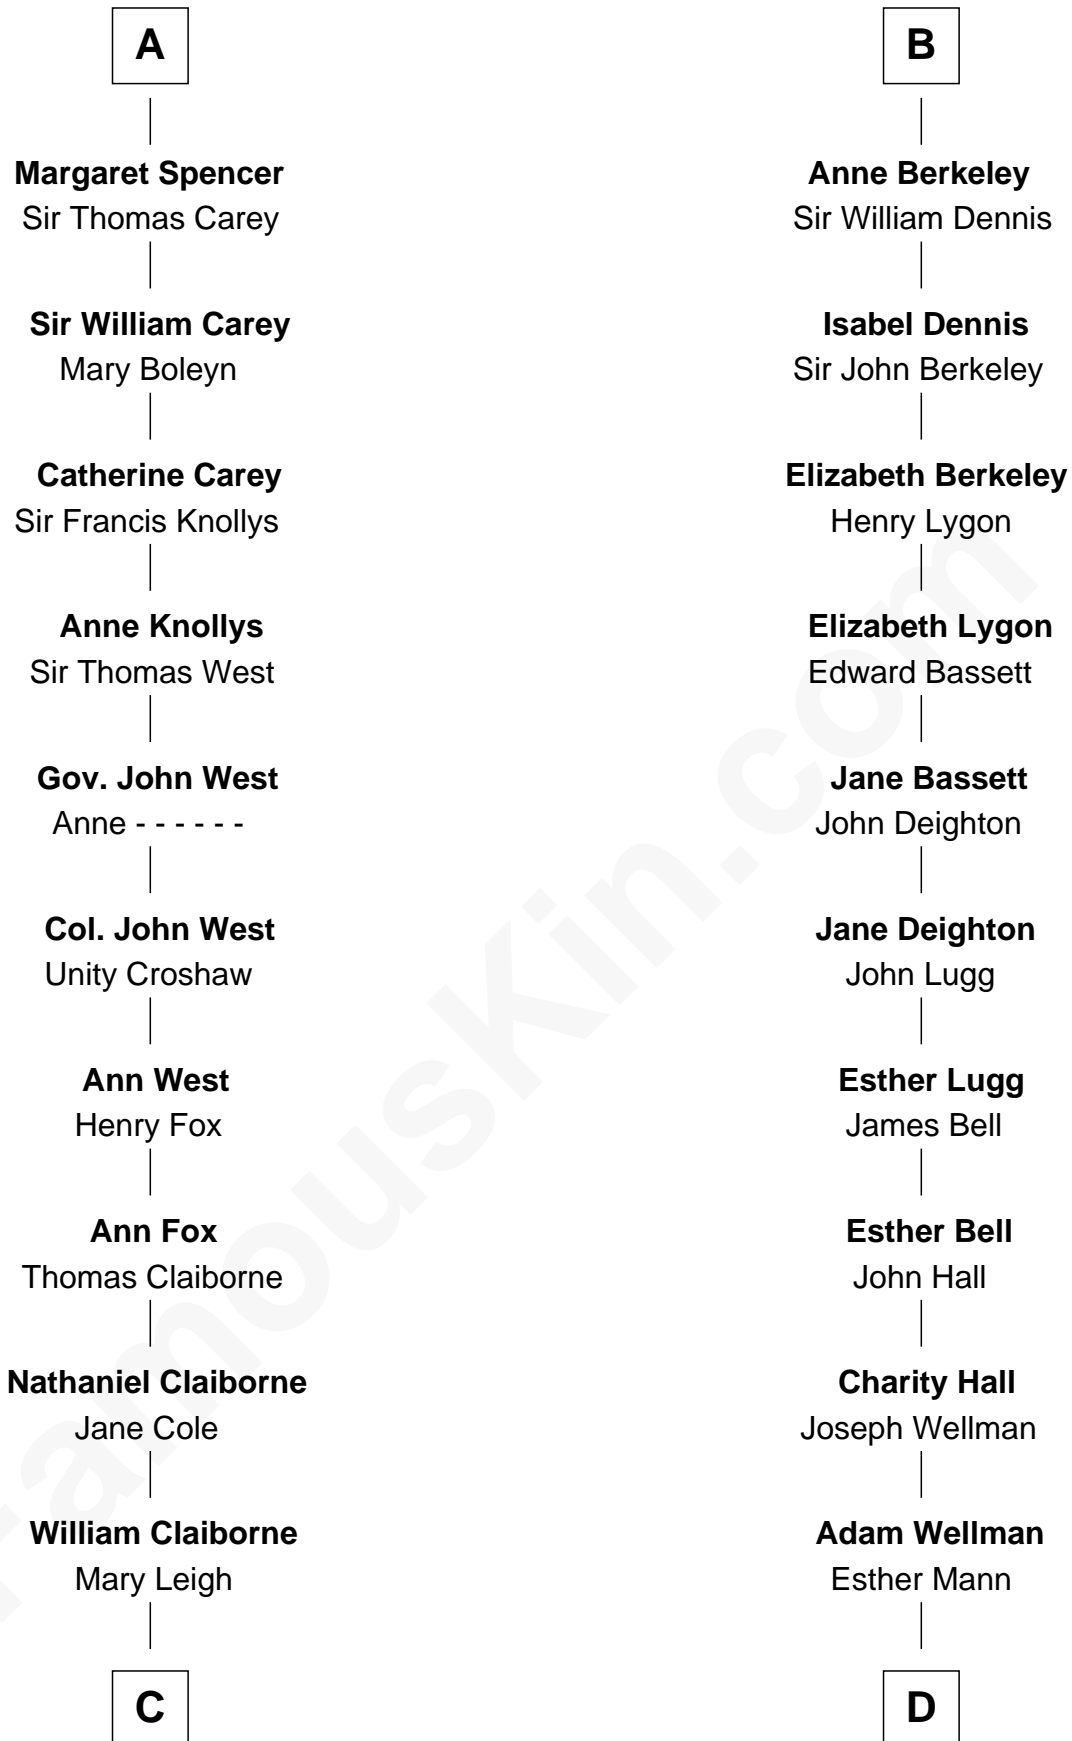 A
Margaret Spencer
Sir Thomas Carey
Sir William Carey
Mary Boleyn
Catherine Carey
Sir Francis Knollys
Anne Knollys
Sir Thomas West
Gov. John West
Anne - - - - - -
Col. John West
Unity Croshaw
Ann West
Henry Fox
Ann Fox
Thomas Claiborne
Nathaniel Claiborne
Jane Cole
William Claiborne
Mary Leigh
C
B
Anne Berkeley
Sir William Dennis
Isabel Dennis
Sir John Berkeley
Elizabeth Berkeley
Henry Lygon
Elizabeth Lygon
Edward Bassett
Jane Bassett
John Deighton
Jane Deighton
John Lugg
Esther Lugg
James Bell
Esther Bell
John Hall
Charity Hall
Joseph Wellman
Adam Wellman
Esther Mann
D
FamousKin.com